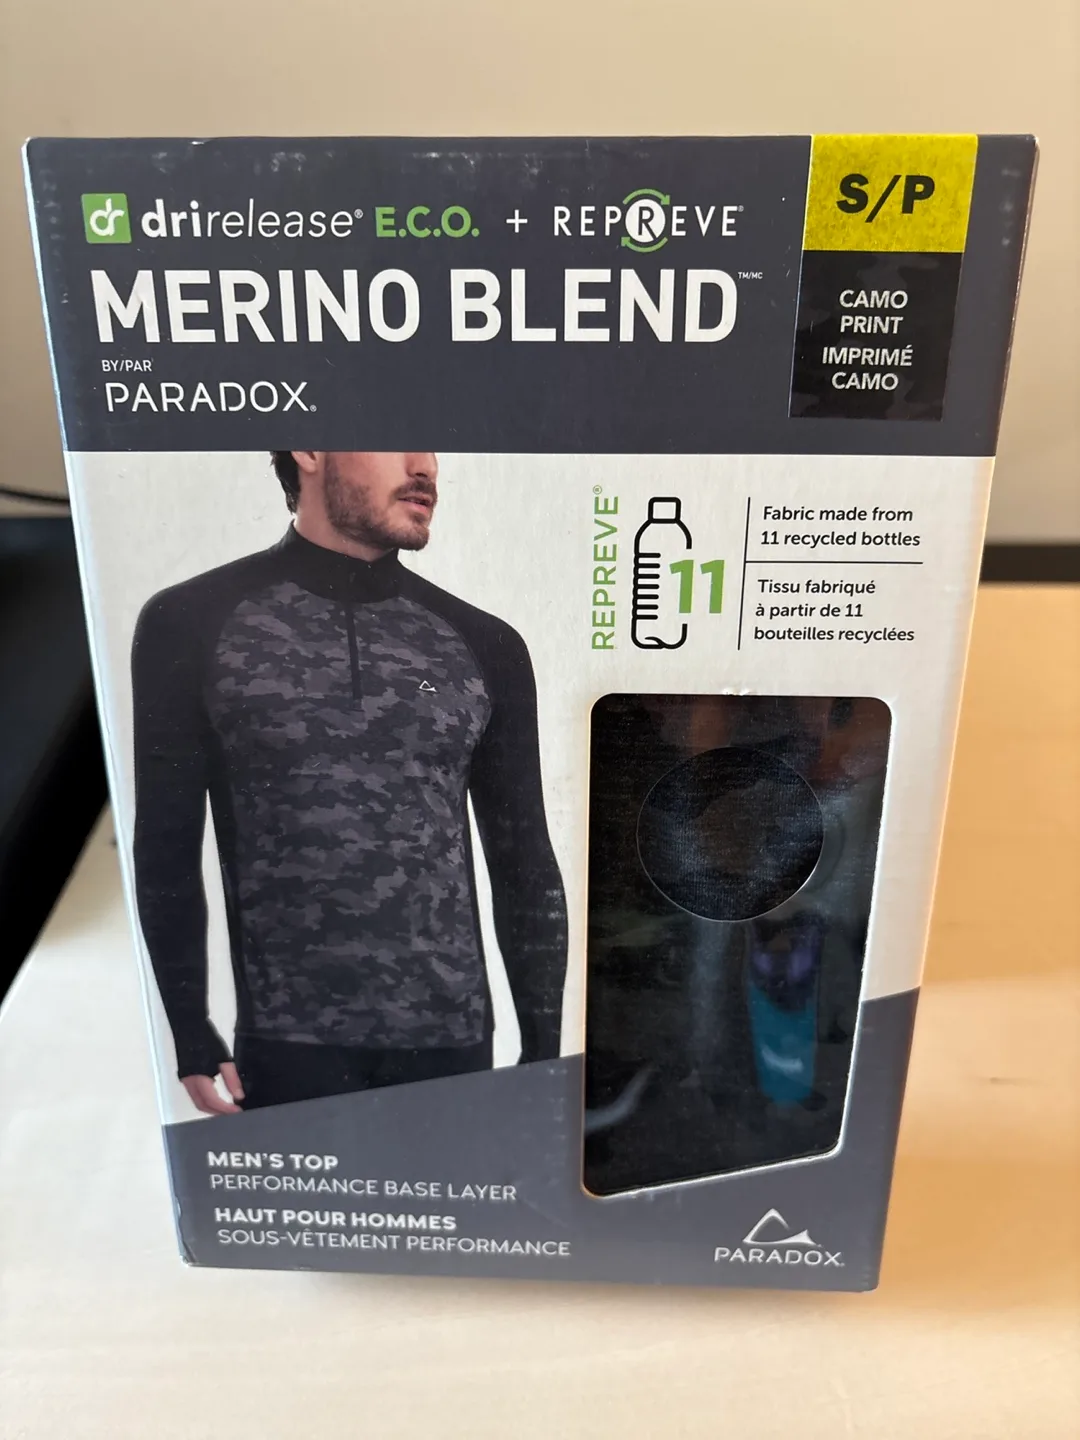 dr drirelease® E.C.O. + REPREVE®
MERINO BLEND™/MC
BY/PAR
PARADOX®
S/P
CAMO
PRINT
IMPRIMÉ
CAMO
REPREVE®
11
Fabric made from
11 recycled bottles
Tissu fabriqué
à partir de 11
bouteilles recyclées
MEN'S TOP
PERFORMANCE BASE LAYER
HAUT POUR HOMMES
SOUS-VÊTEMENT PERFORMANCE
PARADOX®